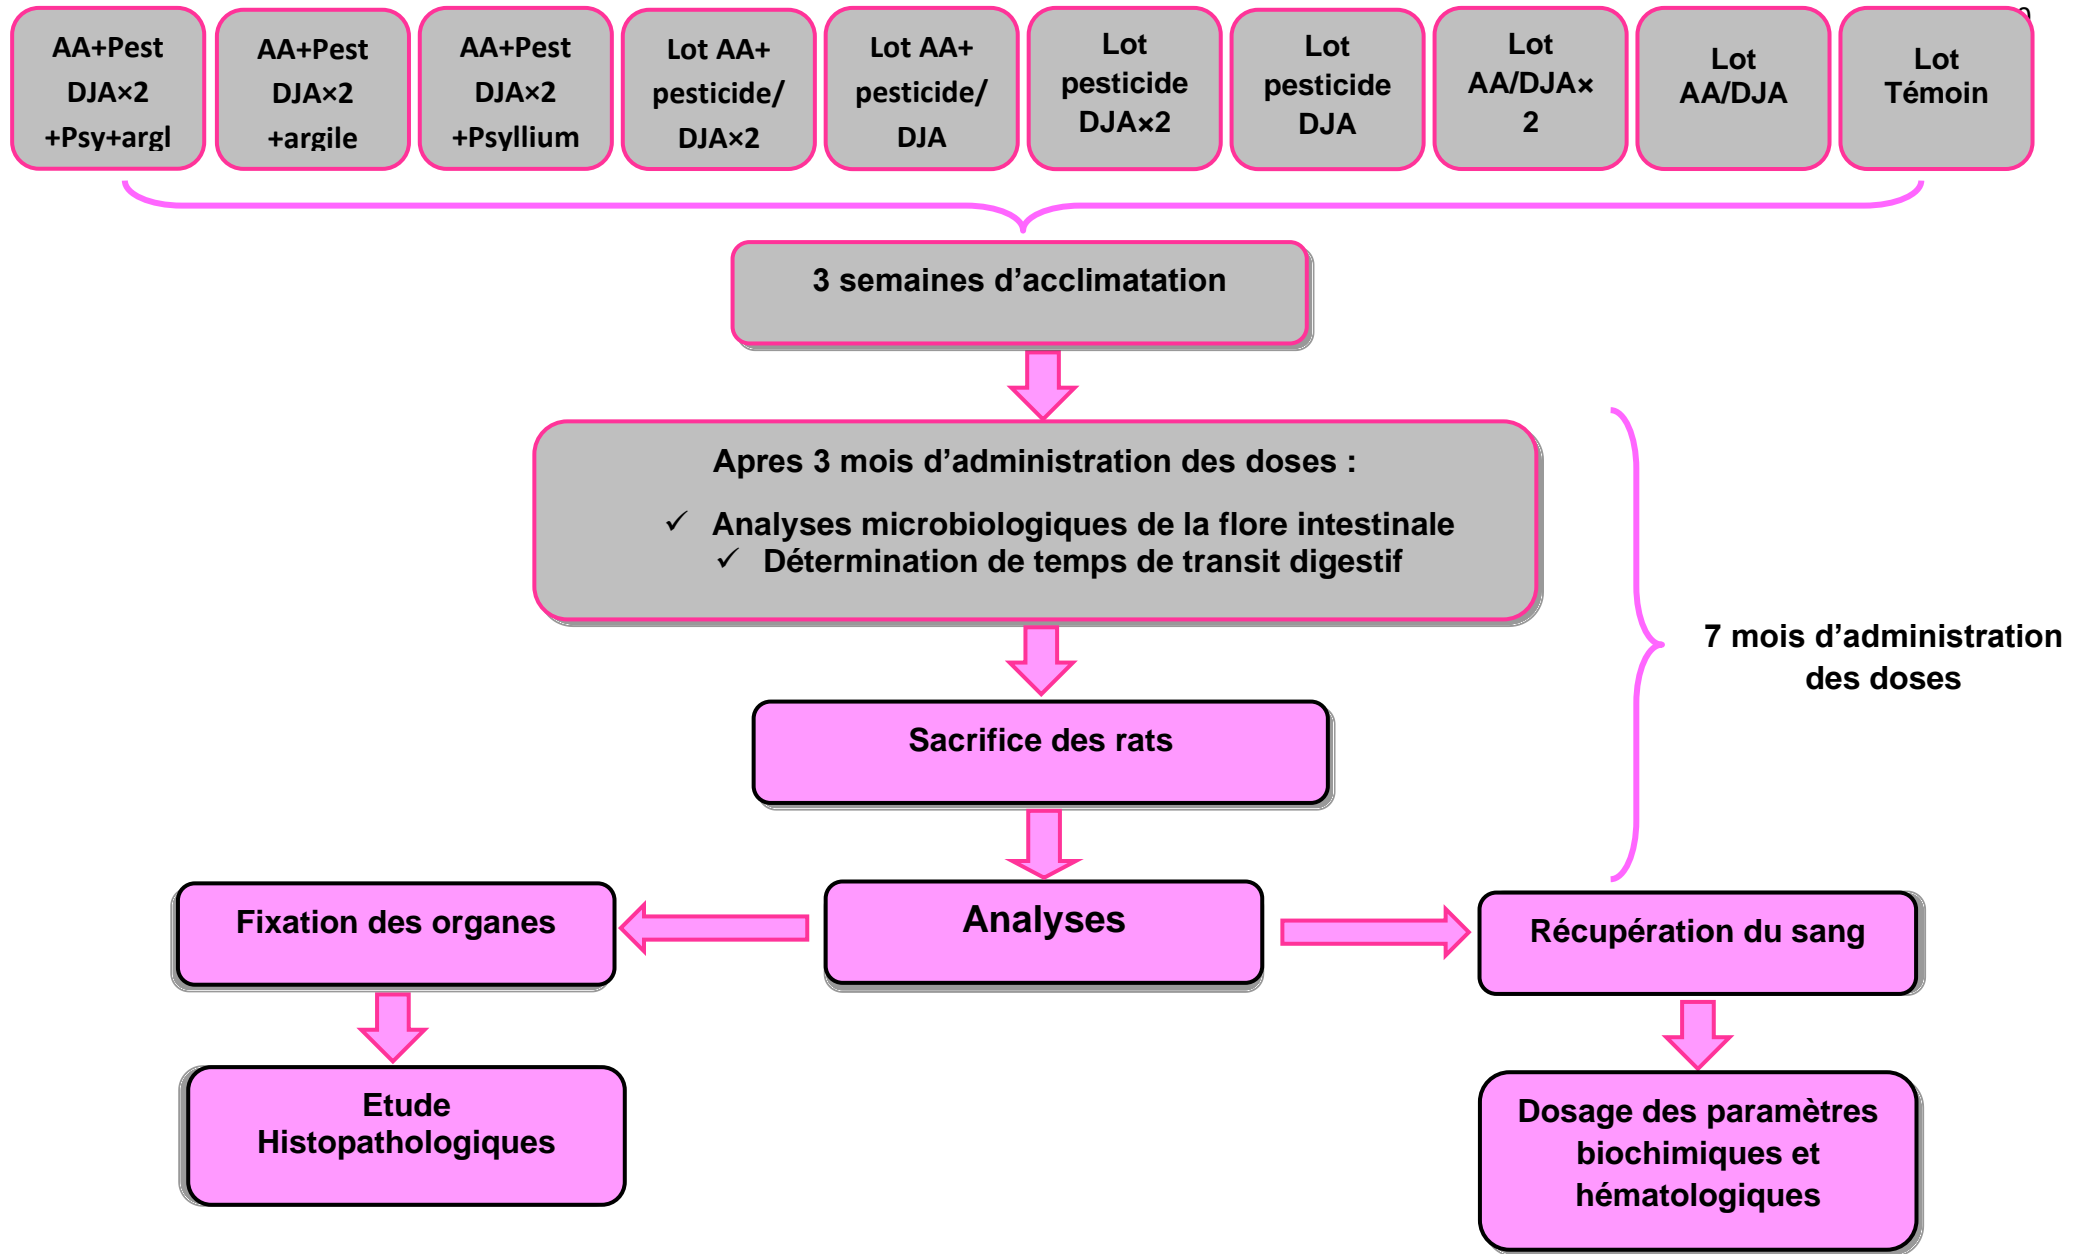 AA+Pest
DJA×2
+Psy+argl
AA+Pest
DJA×2
+argile
AA+Pest
DJA×2
+Psyllium
Lot AA+
pesticide/
DJA×2
Lot AA+
pesticide/
DJA
Lot
pesticide
DJA×2
Lot
pesticide
DJA
Lot
AA/DJA×
2
Lot
AA/DJA
Lot
Témoin
3 semaines d’acclimatation
Apres 3 mois d’administration des doses :
✓ Analyses microbiologiques de la flore intestinale
✓ Détermination de temps de transit digestif
7 mois d’administration
des doses
Sacrifice des rats
Analyses
Fixation des organes
Récupération du sang
Etude
Histopathologiques
Dosage des paramètres
biochimiques et
hématologiques